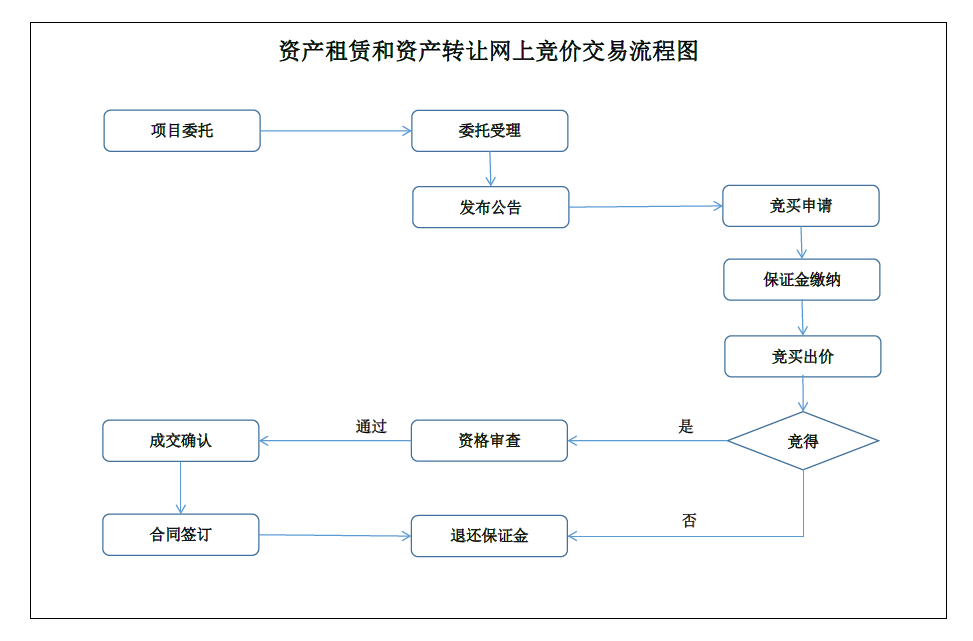 资产租赁和资产转让网上竞价交易流程图
项目委托
委托受理
发布公告
竞买申请
保证金缴纳
竞买出价
竞得
是
资格审查
通过
成交确认
合同签订
退还保证金
否